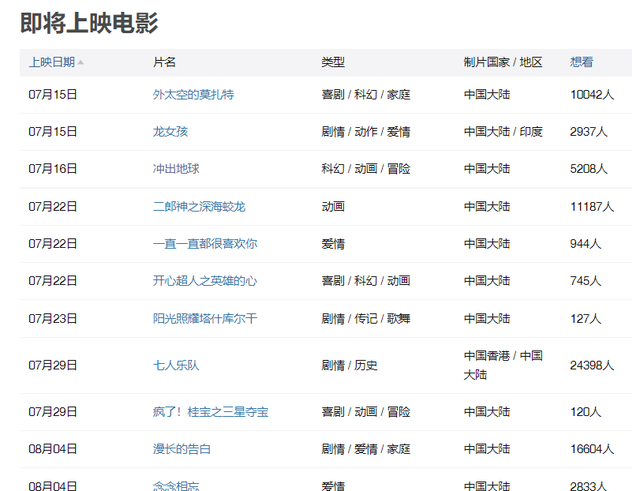 即将上映电影
上映日期 片名 类型 制片国家 / 地区 想看
07月15日 外太空的莫扎特 喜剧 / 科幻 / 家庭 中国大陆 10042人
07月15日 龙女孩 剧情 / 动作 / 爱情 中国大陆 / 印度 2937人
07月16日 冲出地球 科幻 / 动画 / 冒险 中国大陆 5208人
07月22日 二郎神之深海蛟龙 动画 中国大陆 11187人
07月22日 一直一直都很喜欢你 爱情 中国大陆 944人
07月22日 开心超人之英雄的心 喜剧 / 科幻 / 动画 中国大陆 745人
07月23日 阳光照耀塔什库尔干 剧情 / 传记 / 歌舞 中国大陆 127人
07月29日 七人乐队 剧情 / 历史 中国香港 / 中国
大陆 24398人
07月29日 疯了！桂宝之三星夺宝 喜剧 / 动画 / 冒险 中国大陆 120人
08月04日 漫长的告白 剧情 / 爱情 / 家庭 中国大陆 16604人
08月04日 念念相忘 爱情 中国大陆 2833人